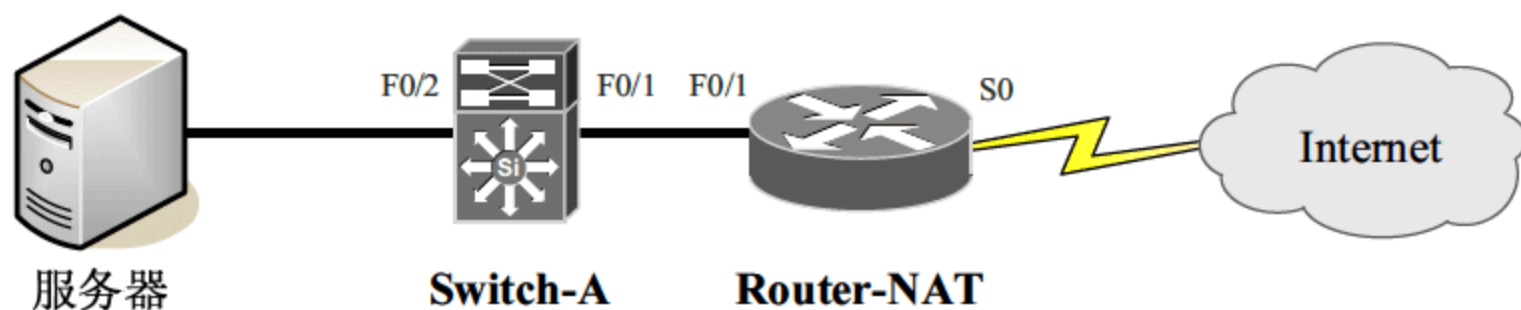 F0/2
F0/1
F0/1
S0
Si
Internet
服务器
Switch-A
Router-NAT